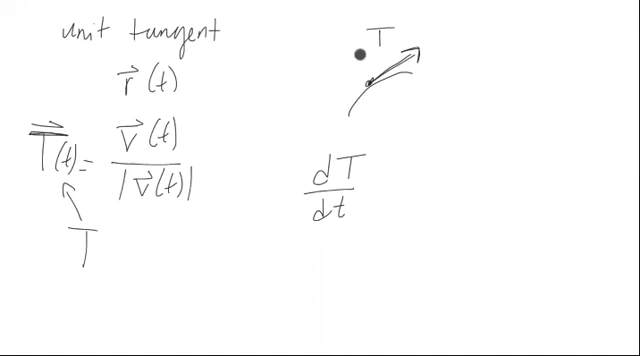 unit tangent
r⃗(t)
T⃗(t) = v⃗(t) / |v⃗(t)|
T
T
dT/dt